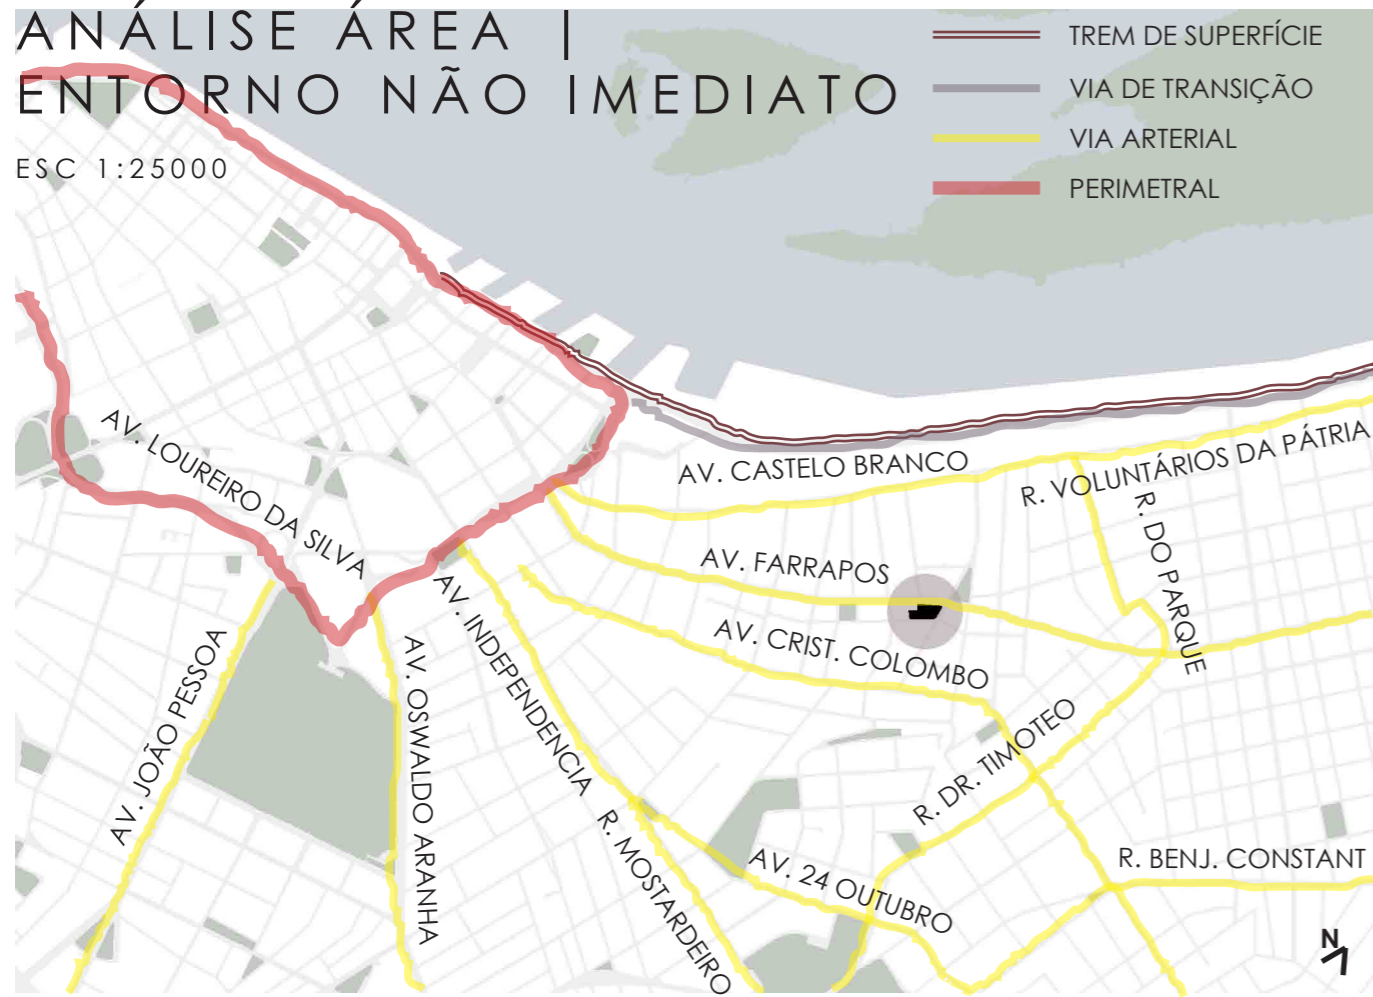 ANÁLISE ÁREA |
ENTORNO NÃO IMEDIATO
ESC 1:25000
TREM DE SUPERFÍCIE
VIA DE TRANSIÇÃO
VIA ARTERIAL
PERIMETRAL
AV. LOUREIRO DA SILVA
AV. CASTELO BRANCO
R. VOLUNTÁRIOS DA PÁTRIA
R. DO PARQUE
AV. FARRAPOS
AV. CRIST. COLOMBO
AV. INDEPENDENCIA
AV. JOÃO PESSOA
AV. OSWALDO ARANHA
R. MOSTARDEIRO
R. DR. TIMOTEO
AV. 24 OUTUBRO
R. BENJ. CONSTANT
N